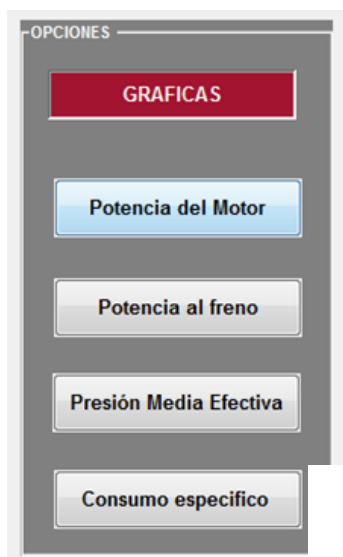 OPCIONES
GRAFICAS
Potencia del Motor
Potencia al freno
Presión Media Efectiva
Consumo especifico